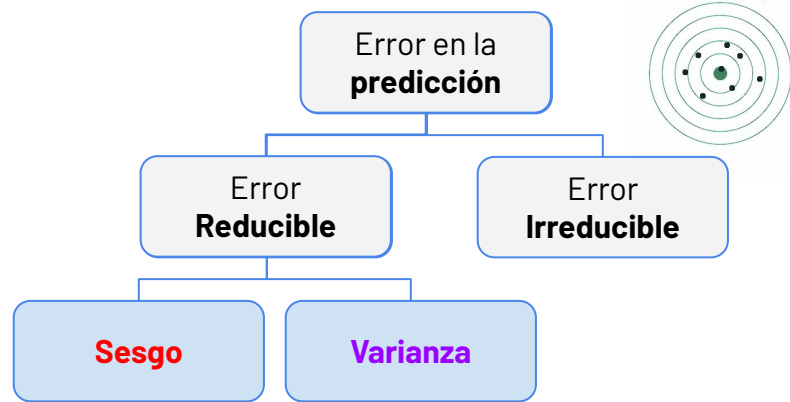 Error en la
predicción
Error
Reducible
Error
Irreducible
Sesgo
Varianza